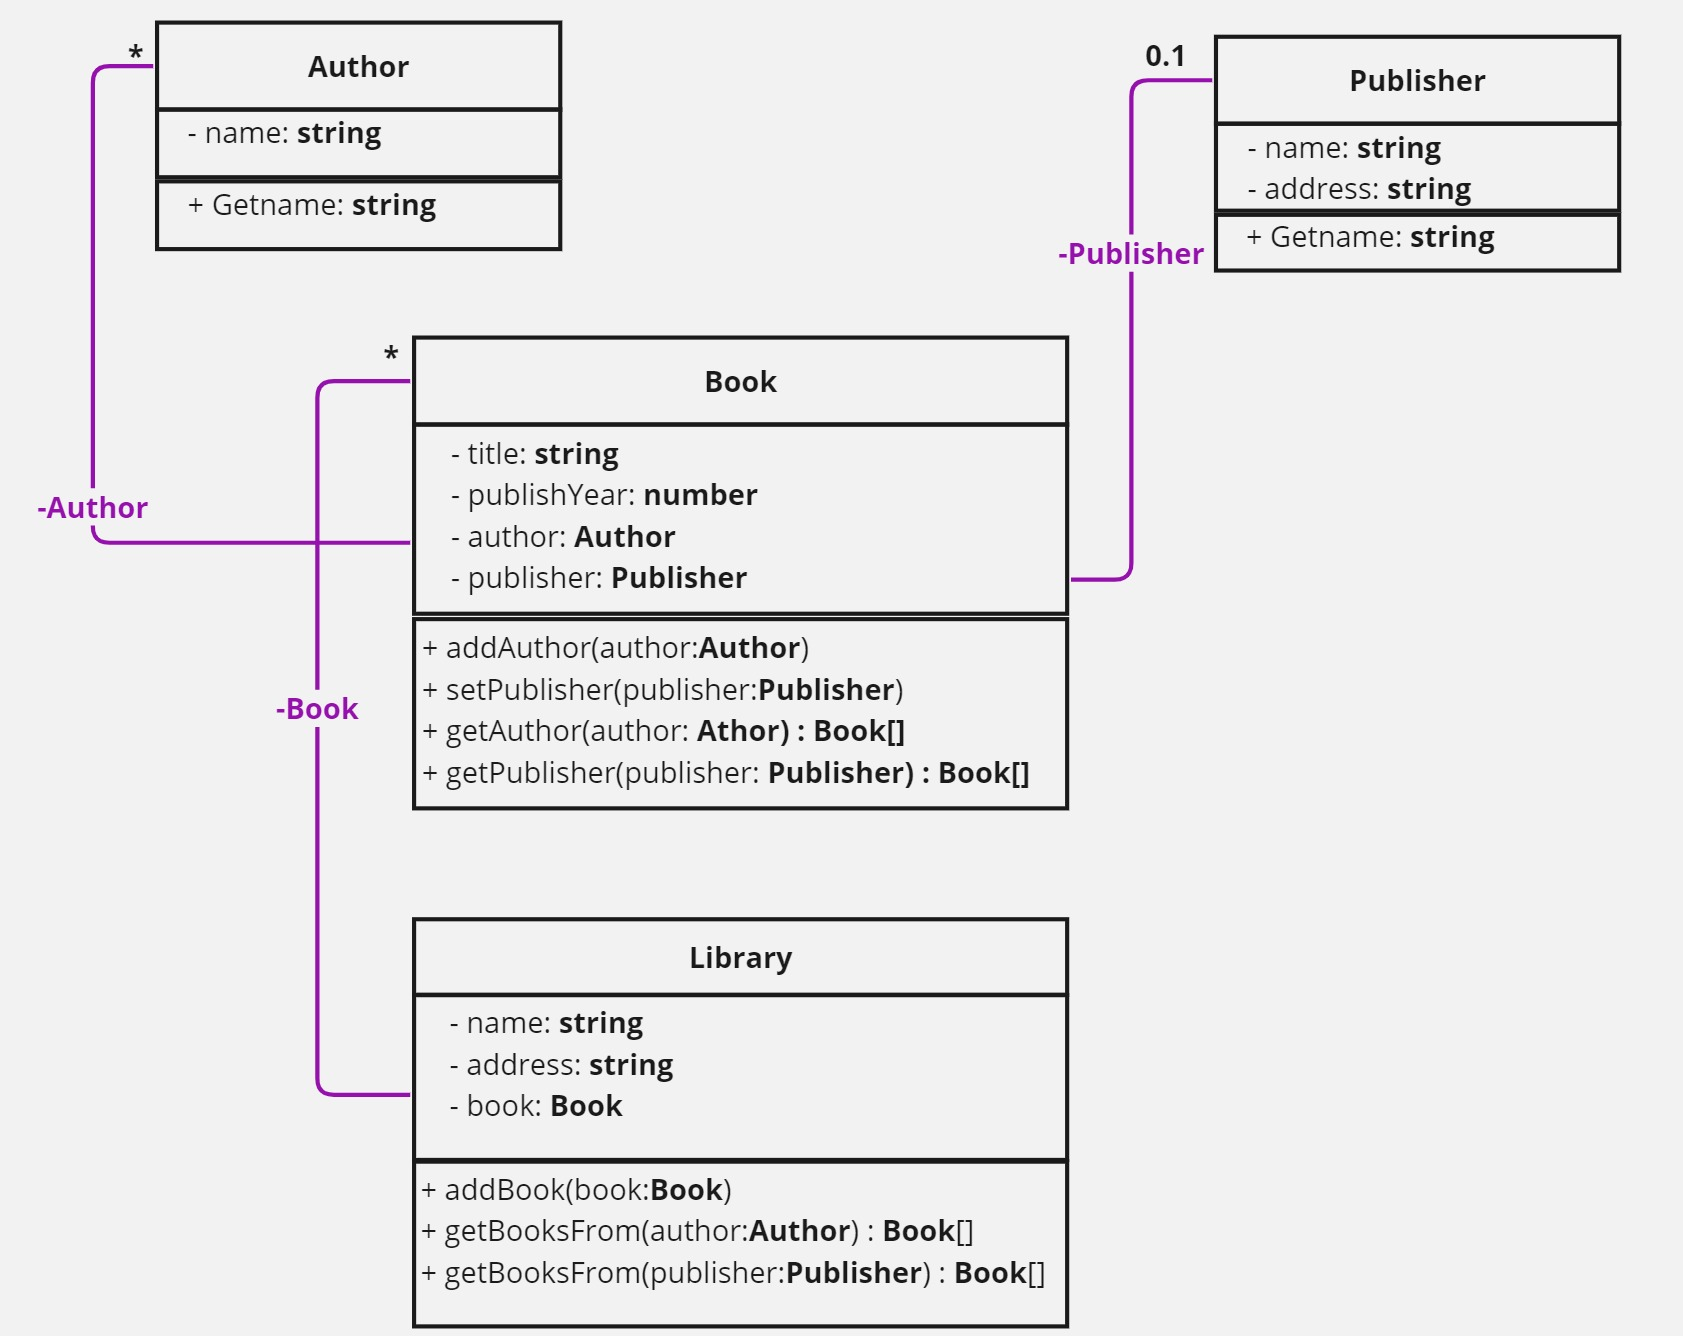 *
Author
- name: string
+ Getname: string
0.1
Publisher
- name: string
- address: string
+ Getname: string
-Publisher
*
Book
- title: string
- publishYear: number
- author: Author
- publisher: Publisher
-Author
+ addAuthor(author:Author)
+ setPublisher(publisher:Publisher)
+ getAuthor(author: Athor) : Book[]
+ getPublisher(publisher: Publisher) : Book[]
-Book
Library
- name: string
- address: string
- book: Book
+ addBook(book:Book)
+ getBooksFrom(author:Author) : Book[]
+ getBooksFrom(publisher:Publisher) : Book[]